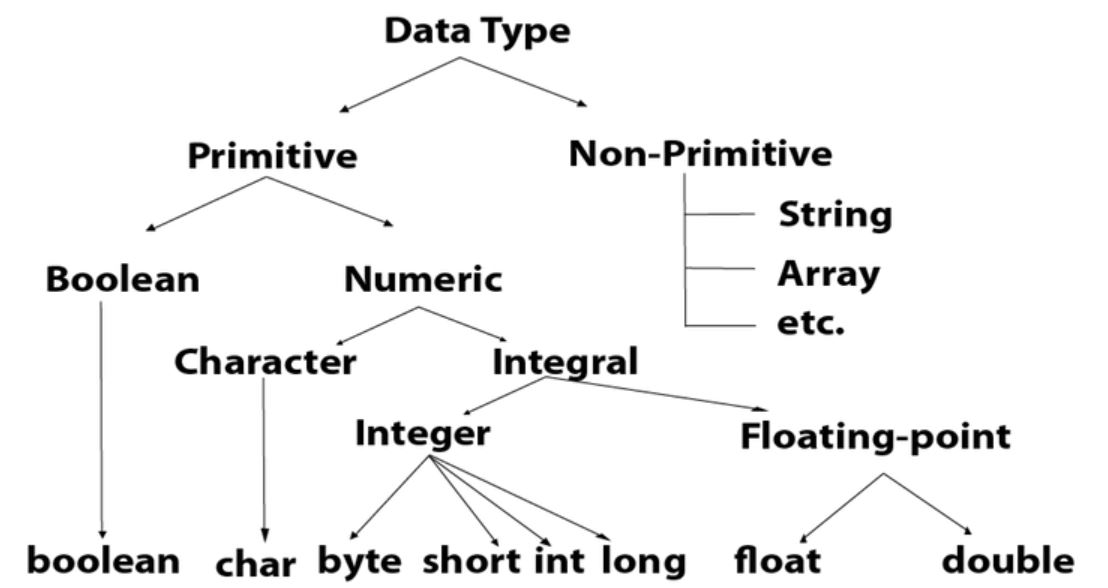 Data Type
Primitive
Non-Primitive
String
Array
etc.
Boolean
Numeric
Character
Integral
Integer
Floating-point
boolean
char
byte
short
int
long
float
double